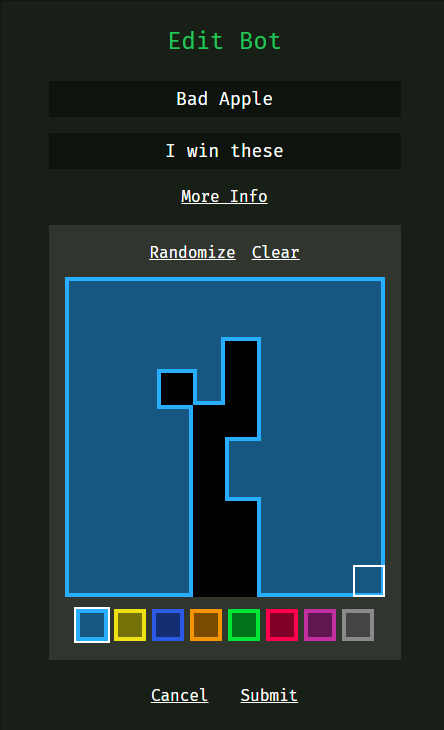 Edit Bot
Bad Apple
I win these
More Info
Randomize Clear
Cancel Submit